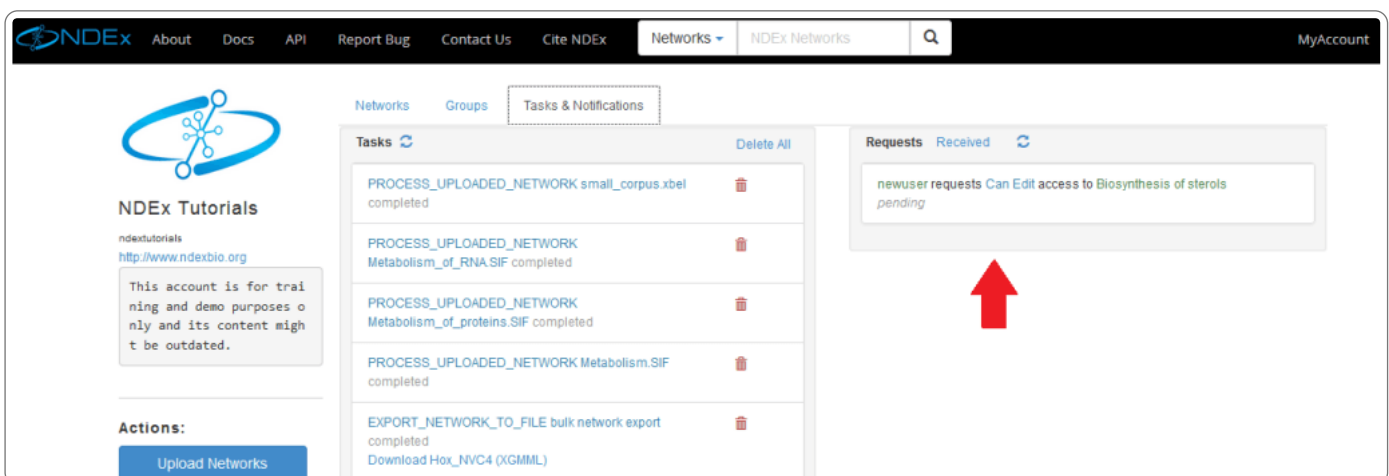 NDEx About Docs API Report Bug Contact Us Cite NDEx Networks NDEx Networks MyAccount
Networks Groups Tasks & Notifications
Tasks Delete All
PROCESS_UPLOADED_NETWORK small_corpus.xbel
completed
PROCESS_UPLOADED_NETWORK
Metabolism_of_RNA.SIF completed
PROCESS_UPLOADED_NETWORK
Metabolism_of_proteins.SIF completed
PROCESS_UPLOADED_NETWORK Metabolism.SIF
completed
EXPORT_NETWORK_TO_FILE bulk network export
completed
Download Hox_NVC4 (XGMML)
Requests Received
newuser requests Can Edit access to Biosynthesis of sterols
pending
NDEx Tutorials
ndextutorials
http://www.ndexbio.org
This account is for trai
ning and demo purposes o
nly and its content migh
t be outdated.
Actions:
Upload Networks